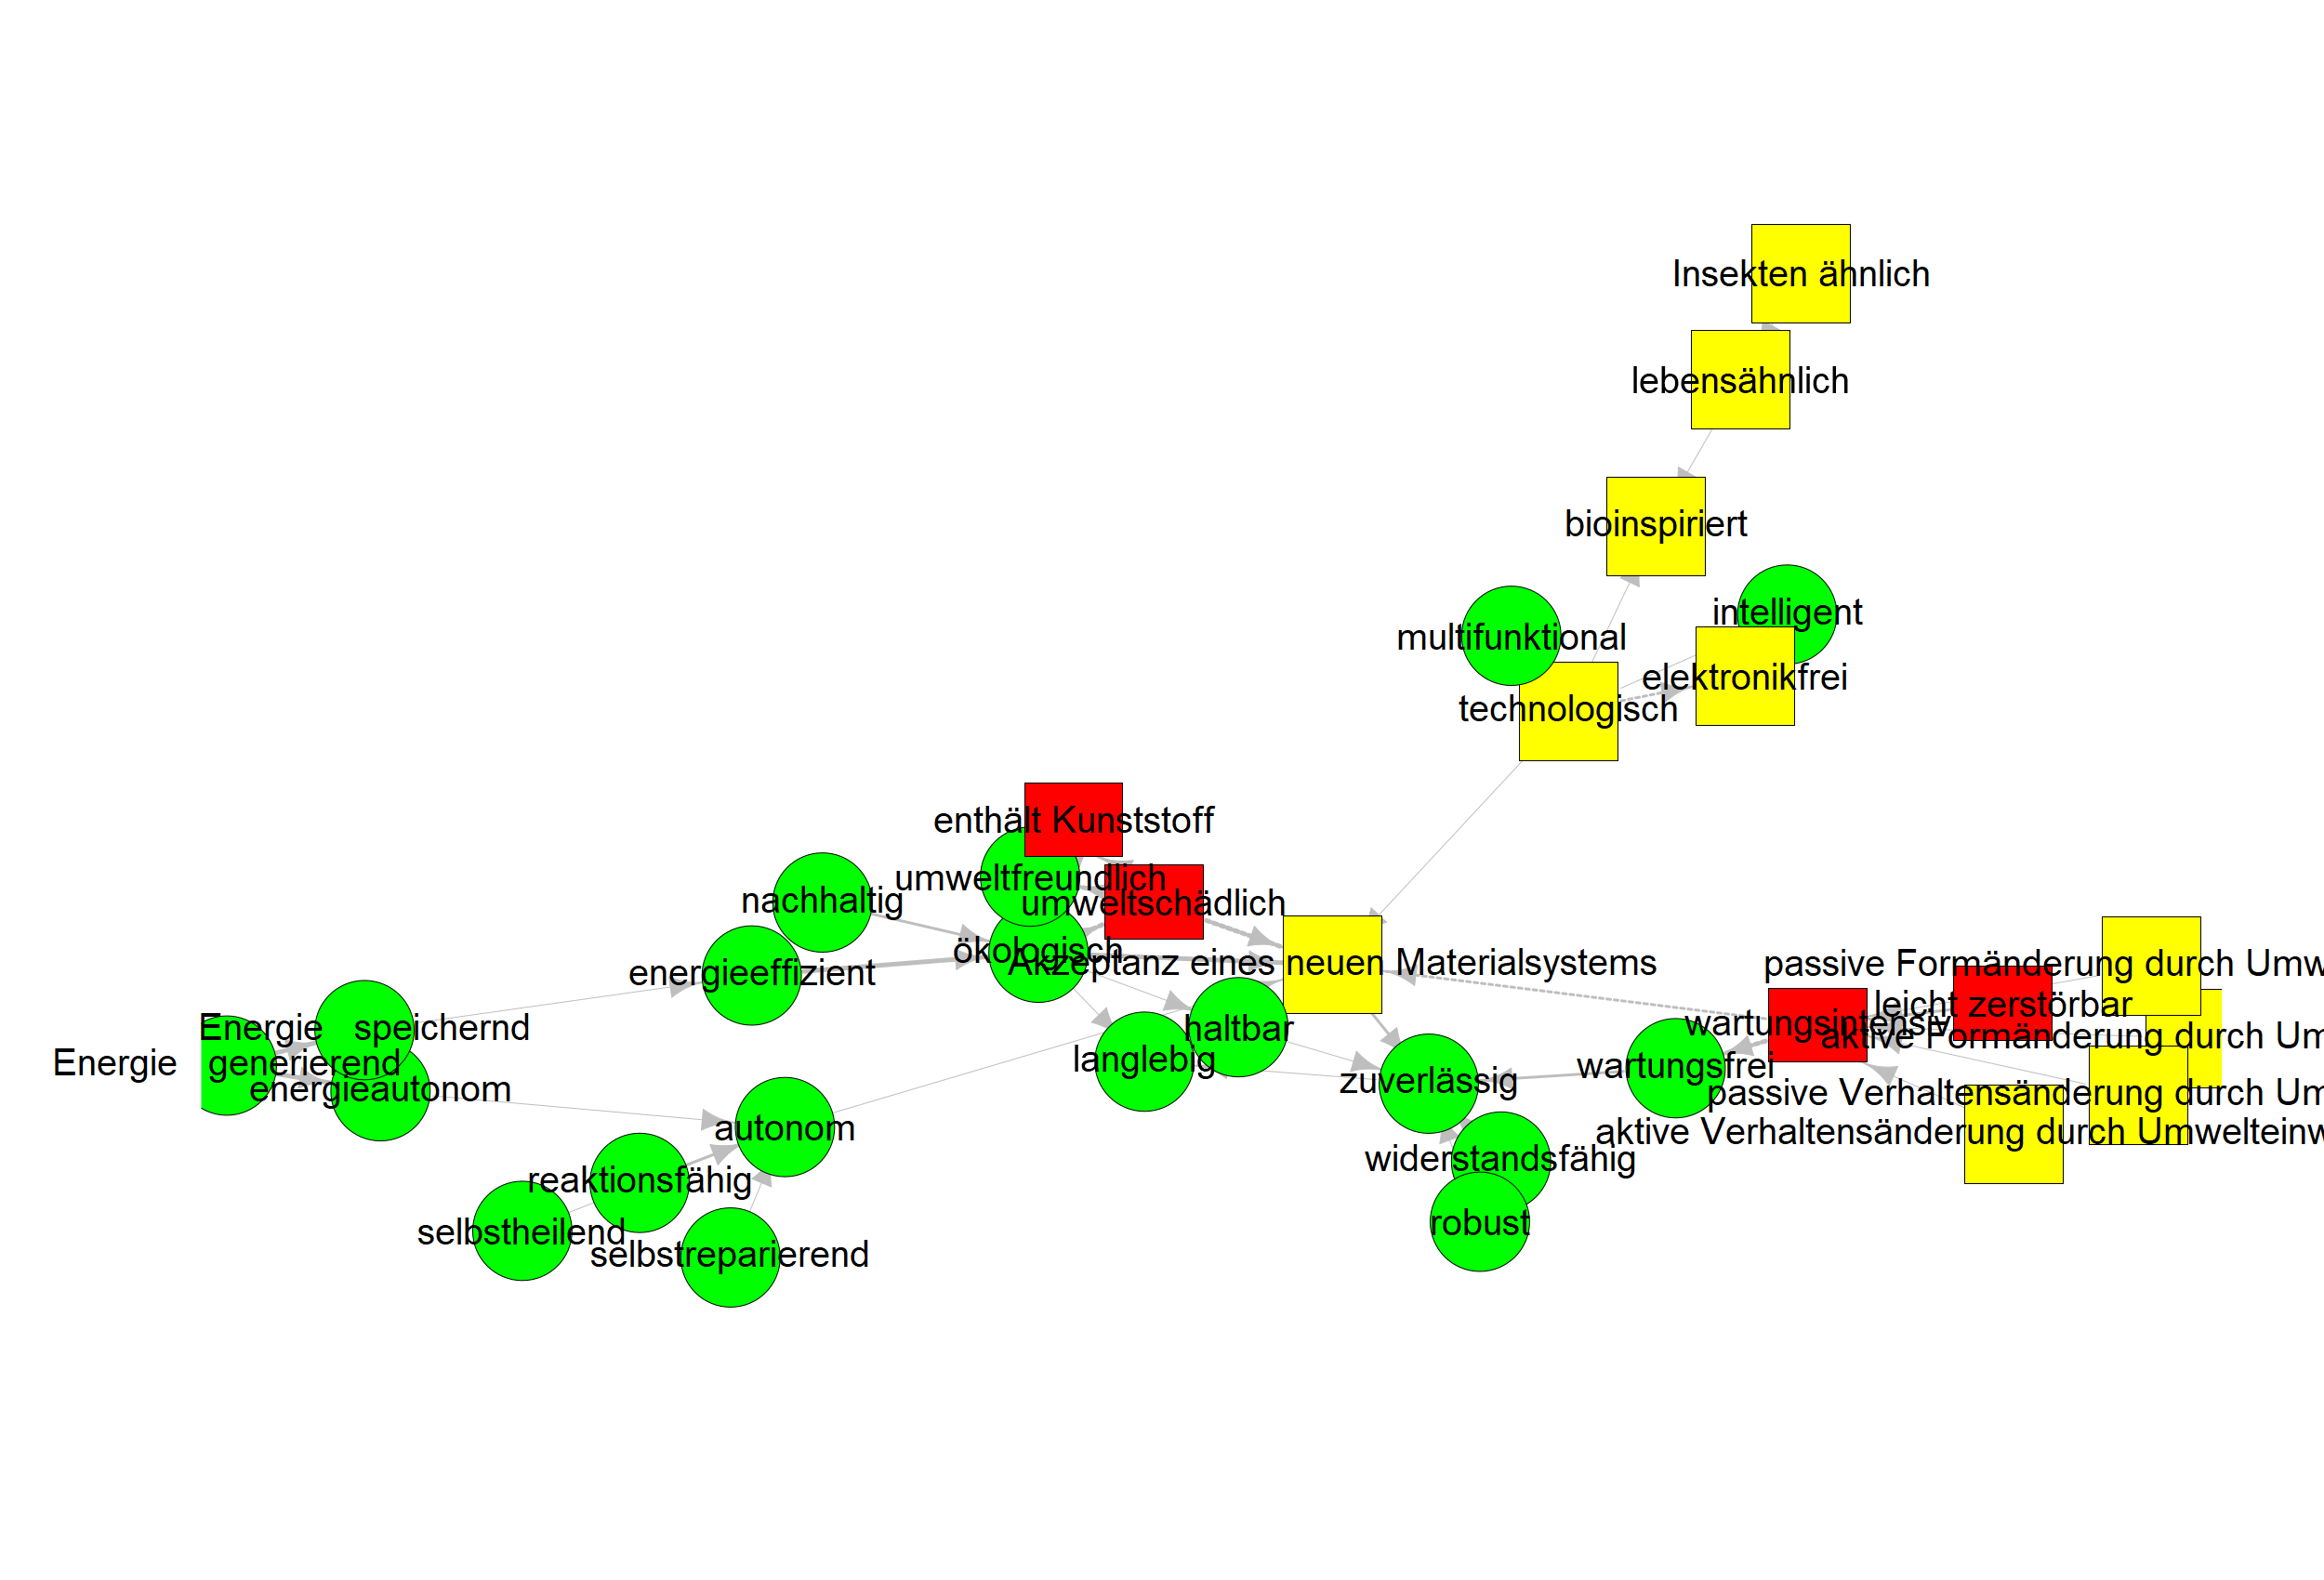 Insekten ähnlich
lebensähnlich
bioinspiriert
intelligent
multifunktional
elektronikfrei
technologisch
enthält Kunststoff
umweltfreundlich
nachhaltig
umweltschädlich
ökologisch
Akzeptanz eines neuen Materialsystems
passive Formänderung durch Umw
energieeffizient
leicht zerstörbar
wartungsintensiv
Energie speichernd
haltbar
aktive Formänderung durch Um
Energie generierend
langlebig
wartungsfrei
zuverlässig
energieautonom
passive Verhaltensänderung durch Um
autonom
aktive Verhaltensänderung durch Umwelteinw
widerstandsfähig
reaktionsfähig
robust
selbstheilend
selbstreparierend